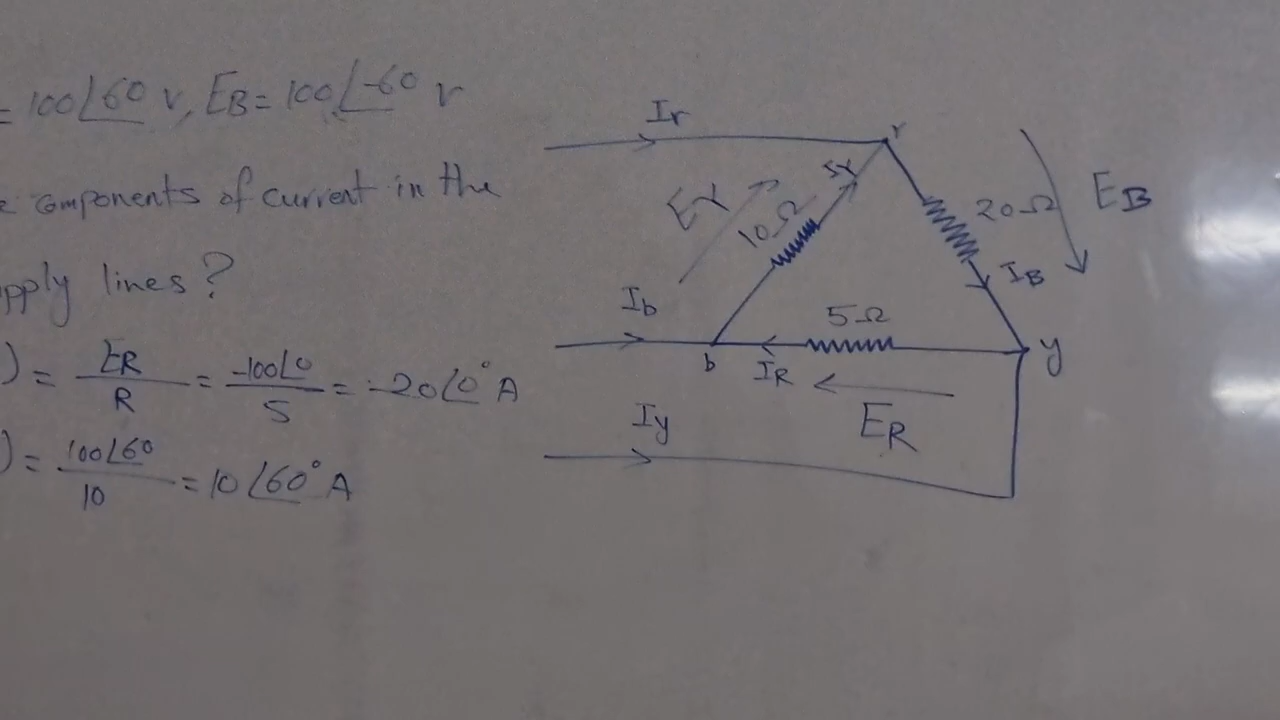 = 100∠60 V, EB = 100∠-60 V
components of current in the
pply lines?
) = ER/R = -100∠0/5 = -20∠0° A
) = 100∠60/10 = 10∠60° A
Ir
r
EY
10Ω
20Ω
EB
IB
Ib
5Ω
b
IR
y
ER
Iy